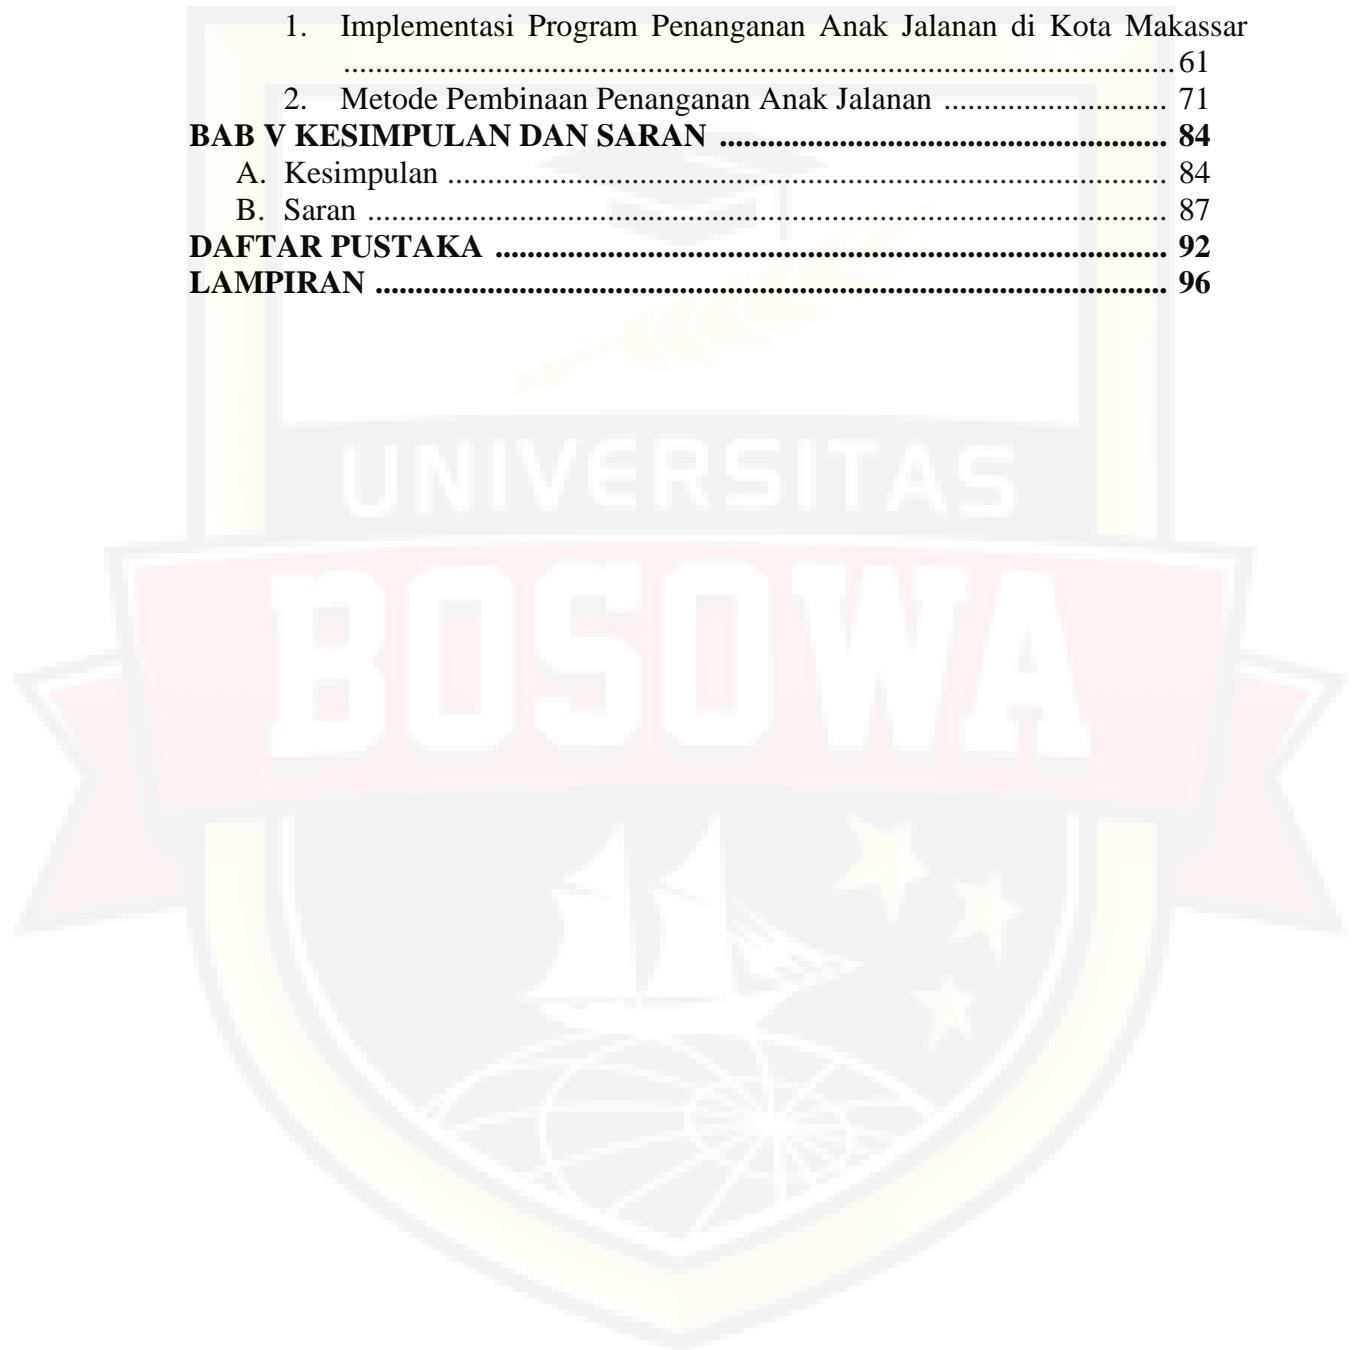 1. Implementasi Program Penanganan Anak Jalanan di Kota Makassar
.......................................................................................................... 61
2. Metode Pembinaan Penanganan Anak Jalanan ............................ 71
BAB V KESIMPULAN DAN SARAN ......................................................... 84
A. Kesimpulan ........................................................................................... 84
B. Saran ..................................................................................................... 87
DAFTAR PUSTAKA ..................................................................................... 92
LAMPIRAN .................................................................................................... 96
UNIVERSITAS
BOSOWA